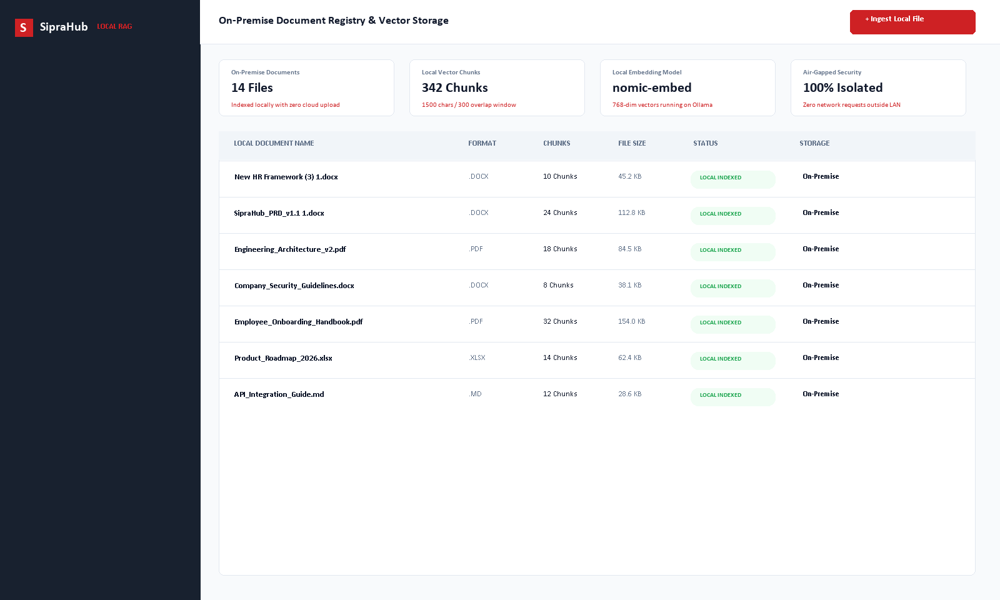 S SipraHub LOCAL RAG
On-Premise Document Registry & Vector Storage
+ Ingest Local File
On-Premise Documents
14 Files
Indexed locally with zero cloud upload
Local Vector Chunks
342 Chunks
1500 chars / 300 overlap window
Local Embedding Model
nomic-embed
768-dim vectors running on Ollama
Air-Gapped Security
100% Isolated
Zero network requests outside LAN
LOCAL DOCUMENT NAME FORMAT CHUNKS FILE SIZE STATUS STORAGE
New HR Framework (3) 1.docx .DOCX 10 Chunks 45.2 KB LOCAL INDEXED On-Premise
SipraHub_PRD_v1.1 1.docx .DOCX 24 Chunks 112.8 KB LOCAL INDEXED On-Premise
Engineering_Architecture_v2.pdf .PDF 18 Chunks 84.5 KB LOCAL INDEXED On-Premise
Company_Security_Guidelines.docx .DOCX 8 Chunks 38.1 KB LOCAL INDEXED On-Premise
Employee_Onboarding_Handbook.pdf .PDF 32 Chunks 154.0 KB LOCAL INDEXED On-Premise
Product_Roadmap_2026.xlsx .XLSX 14 Chunks 62.4 KB LOCAL INDEXED On-Premise
API_Integration_Guide.md .MD 12 Chunks 28.6 KB LOCAL INDEXED On-Premise